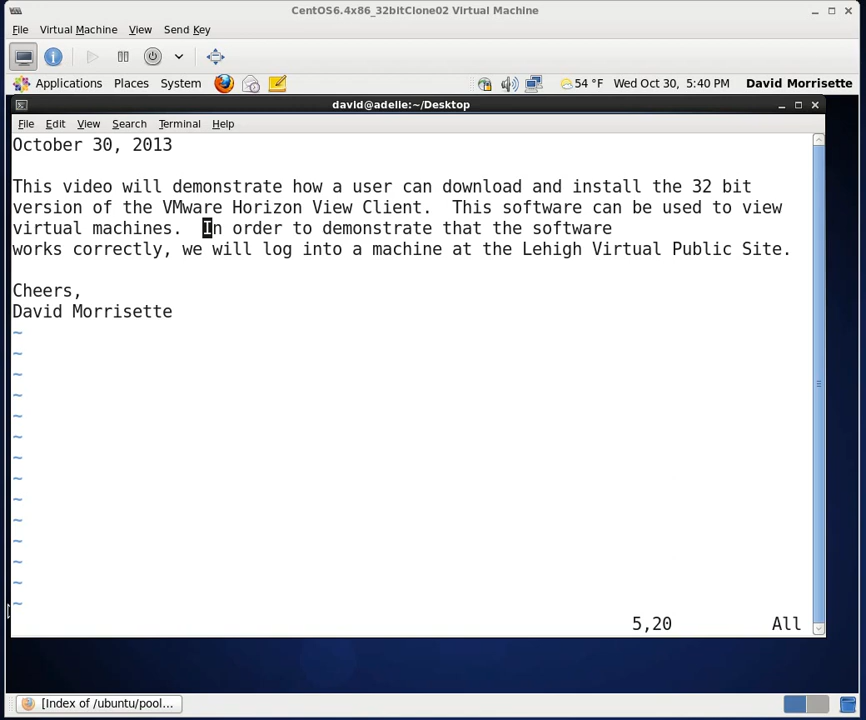 CentOS6.4x86_32bitClone02 Virtual Machine
File Virtual Machine View Send Key
Applications Places System 54 °F Wed Oct 30, 5:40 PM David Morrisette
david@adelle:~/Desktop
File Edit View Search Terminal Help
October 30, 2013
This video will demonstrate how a user can download and install the 32 bit
version of the VMware Horizon View Client.  This software can be used to view
virtual machines.  In order to demonstrate that the software
works correctly, we will log into a machine at the Lehigh Virtual Public Site.
Cheers,
David Morrisette
~
~
~
~
~
~
~
~
~
~
~
~
~
~
5,20 All
[Index of /ubuntu/pool...